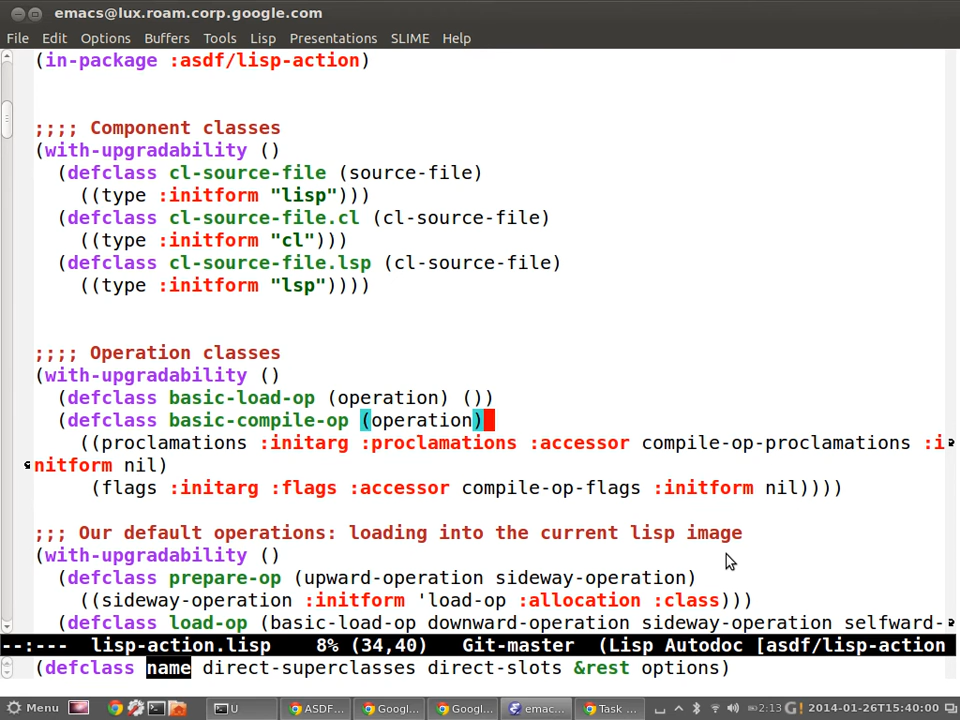 emacs@lux.roam.corp.google.com
File Edit Options Buffers Tools Lisp Presentations SLIME Help
(in-package :asdf/lisp-action)
;;;; Component classes
(with-upgradability ()
(defclass cl-source-file (source-file)
((type :initform "lisp")))
(defclass cl-source-file.cl (cl-source-file)
((type :initform "cl")))
(defclass cl-source-file.lsp (cl-source-file)
((type :initform "lsp"))))
;;;; Operation classes
(with-upgradability ()
(defclass basic-load-op (operation) ())
(defclass basic-compile-op (operation)
((proclamations :initarg :proclamations :accessor compile-op-proclamations :i
nitform nil)
(flags :initarg :flags :accessor compile-op-flags :initform nil))))
;;; Our default operations: loading into the current lisp image
(with-upgradability ()
(defclass prepare-op (upward-operation sideway-operation)
((sideway-operation :initform 'load-op :allocation :class)))
(defclass load-op (basic-load-op downward-operation sideway-operation selfward-
--:--- lisp-action.lisp 8% (34,40) Git-master (Lisp Autodoc [asdf/lisp-action
(defclass name direct-superclasses direct-slots &rest options)
Menu U ASDF... Googl... Googl... emac... Task ... 2:13 2014-01-26T15:40:00